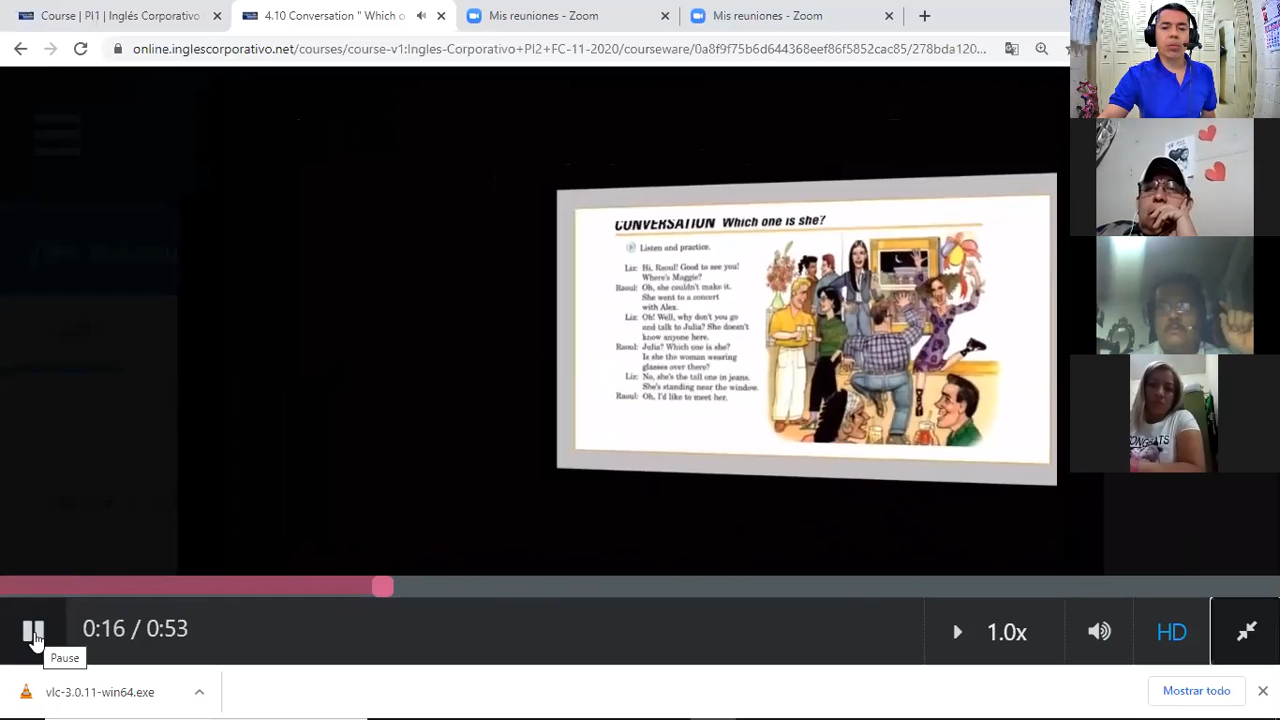 Course | PI1 | Inglés Corporativo
4.10 Conversation " Which o
Mis reuniones - Zoom
Mis reuniones - Zoom
online.inglescorporativo.net/courses/course-v1:Ingles-Corporativo+PI2+FC-11-2020/courseware/
CONVERSATION Which one is she?
Listen and practice.
Liz: Hi, Raoul! Good to see you!
Where's Maggie?
Raoul: Oh, she couldn't make it.
She went to a concert
with Alex.
Liz: Oh! Well, why don't you go
and talk to Julia? She doesn't
know anyone here.
Raoul: Julia? Which one is she?
Is she the woman wearing
glasses over there?
Liz: No, she's the tall one in jeans.
She's standing near the window.
Raoul: Oh, I'd like to meet her.
0:16 / 0:53
1.0x
HD
Pause
vlc-3.0.11-win64.exe
Mostrar todo